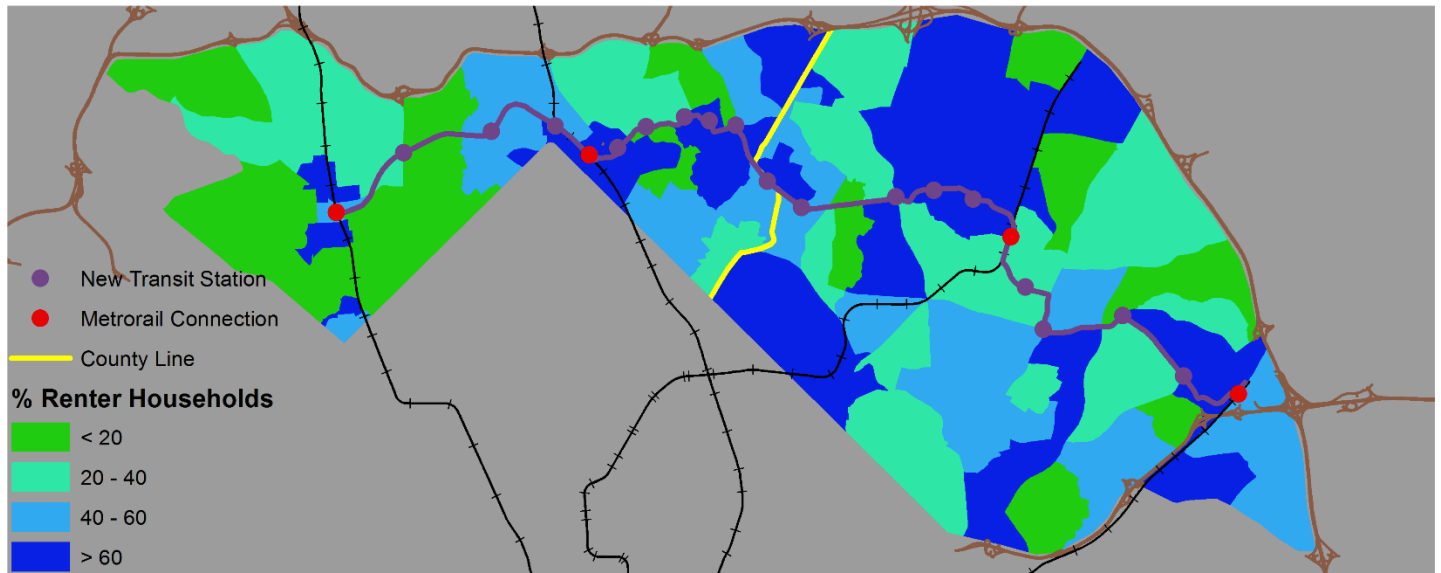 New Transit Station
Metrorail Connection
County Line
% Renter Households
< 20
20 - 40
40 - 60
> 60